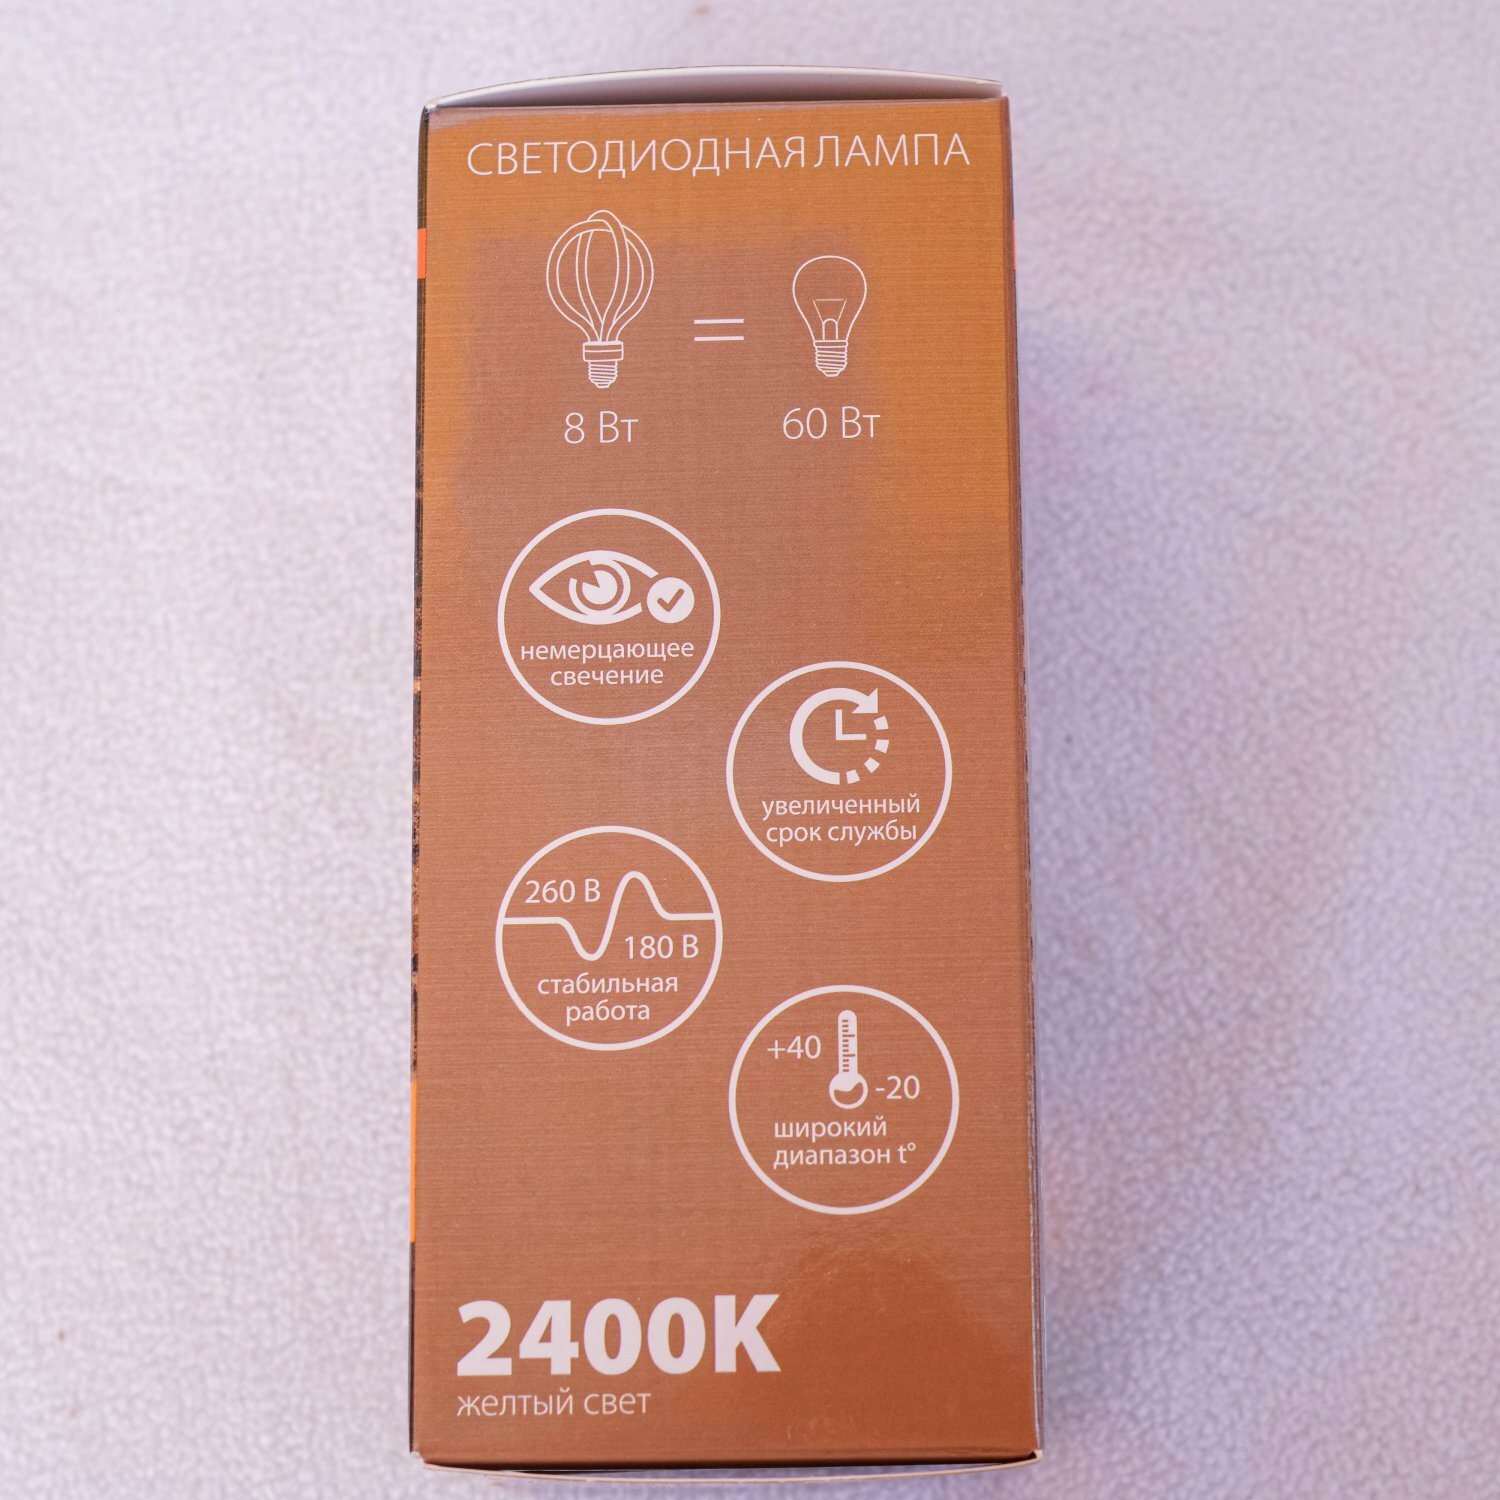 СВЕТОДИОДНАЯ ЛАМПА
=
8 Вт 60 Вт
немерцающее
свечение
увеличенный
срок службы
260 В
180 В
стабильная
работа
+40
-20
широкий
диапазон t°
2400K
желтый свет